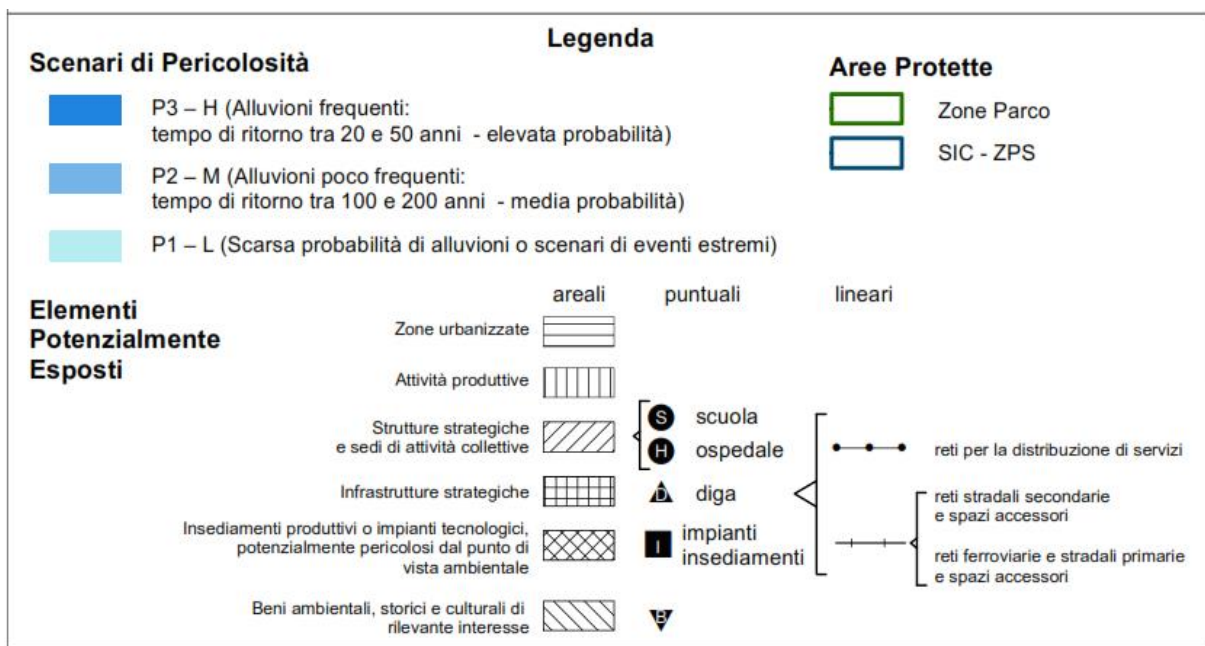 Legenda
Scenari di Pericolosità
P3 – H (Alluvioni frequenti:
tempo di ritorno tra 20 e 50 anni - elevata probabilità)
P2 – M (Alluvioni poco frequenti:
tempo di ritorno tra 100 e 200 anni - media probabilità)
P1 – L (Scarsa probabilità di alluvioni o scenari di eventi estremi)
Aree Protette
Zone Parco
SIC - ZPS
Elementi
Potenzialmente
Esposti
areali puntuali lineari
Zone urbanizzate
Attività produttive
Strutture strategiche
e sedi di attività collettive
S scuola
H ospedale
Infrastrutture strategiche
D diga
Insediamenti produttivi o impianti tecnologici,
potenzialmente pericolosi dal punto di
vista ambientale
I impianti
insediamenti
Beni ambientali, storici e culturali di
rilevante interesse
B
reti per la distribuzione di servizi
reti stradali secondarie
e spazi accessori
reti ferroviarie e stradali primarie
e spazi accessori